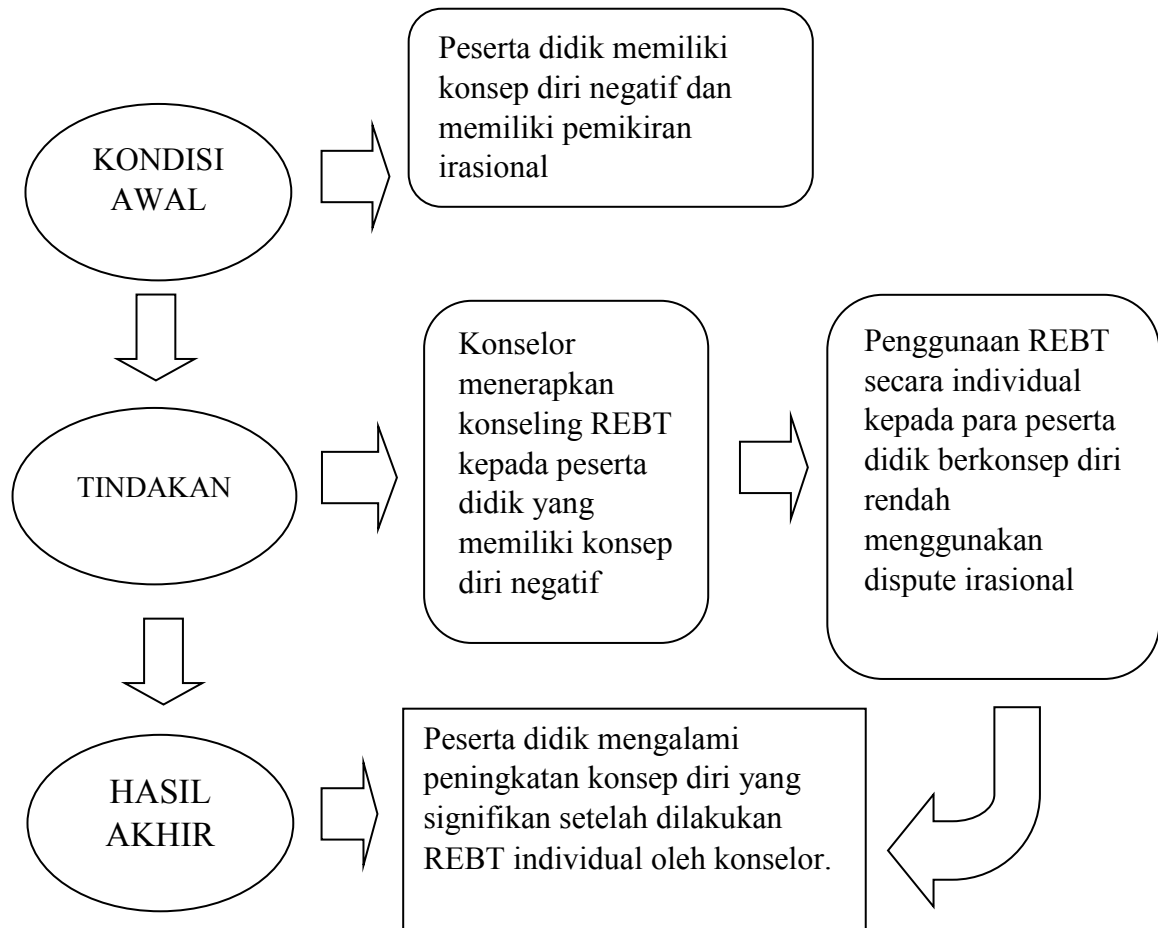 KONDISI
AWAL
Peserta didik memiliki
konsep diri negatif dan
memiliki pemikiran
irasional
TINDAKAN
Konselor
menerapkan
konseling REBT
kepada peserta
didik yang
memiliki konsep
diri negatif
Penggunaan REBT
secara individual
kepada para peserta
didik berkonsep diri
rendah
menggunakan
dispute irasional
HASIL
AKHIR
Peserta didik mengalami
peningkatan konsep diri yang
signifikan setelah dilakukan
REBT individual oleh konselor.